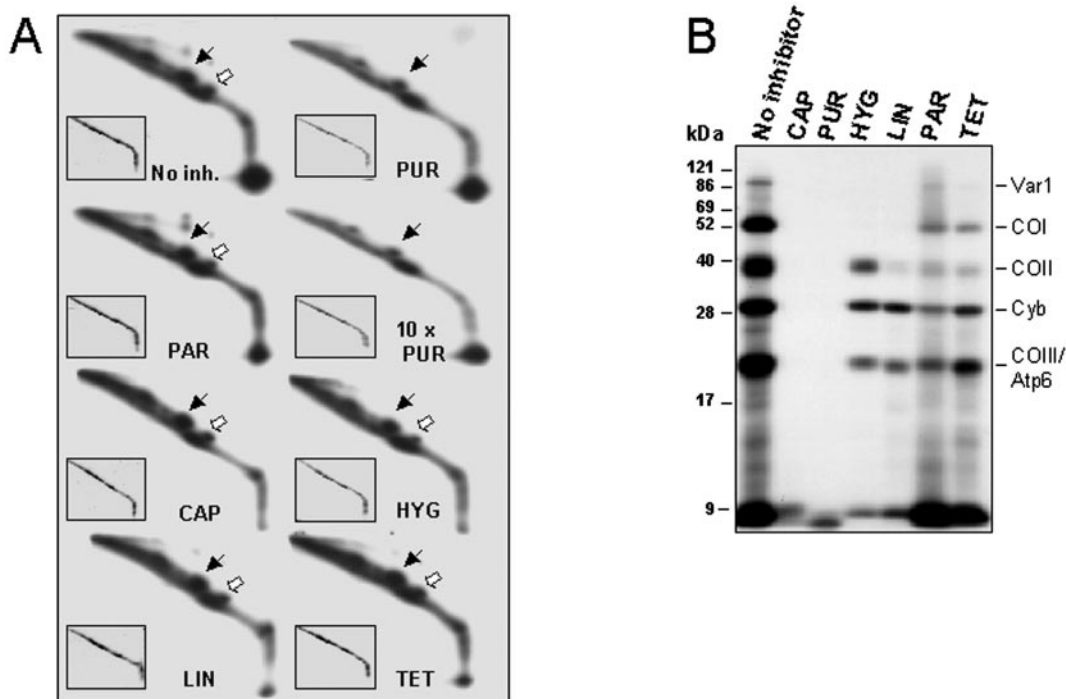 A
No inh.
PUR
PAR
10 x
PUR
CAP
HYG
LIN
TET
B
No inhibitor
CAP
PUR
HYG
LIN
PAR
TET
kDa
121
86
69
52
40
28
17
9
Var1
COI
COII
Cyb
COIII/
Atp6